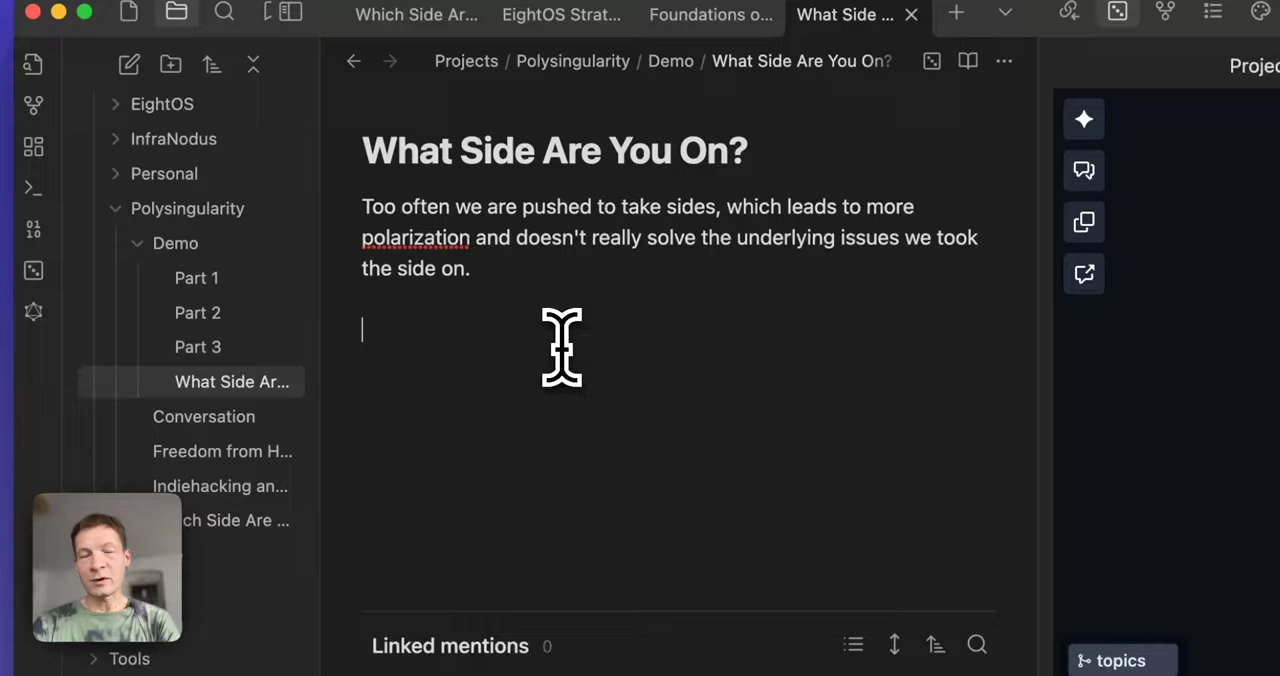 Which Side Ar...
EightOS Strat...
Foundations o...
What Side ...
Projects / Polysingularity / Demo / What Side Are You On?
Projec
EightOS
InfraNodus
Personal
Polysingularity
Demo
Part 1
Part 2
Part 3
What Side Ar...
Conversation
Freedom from H...
Indiehacking an...
ch Side Are ...
Tools
What Side Are You On?
Too often we are pushed to take sides, which leads to more
polarization and doesn't really solve the underlying issues we took
the side on.
Linked mentions 0
topics